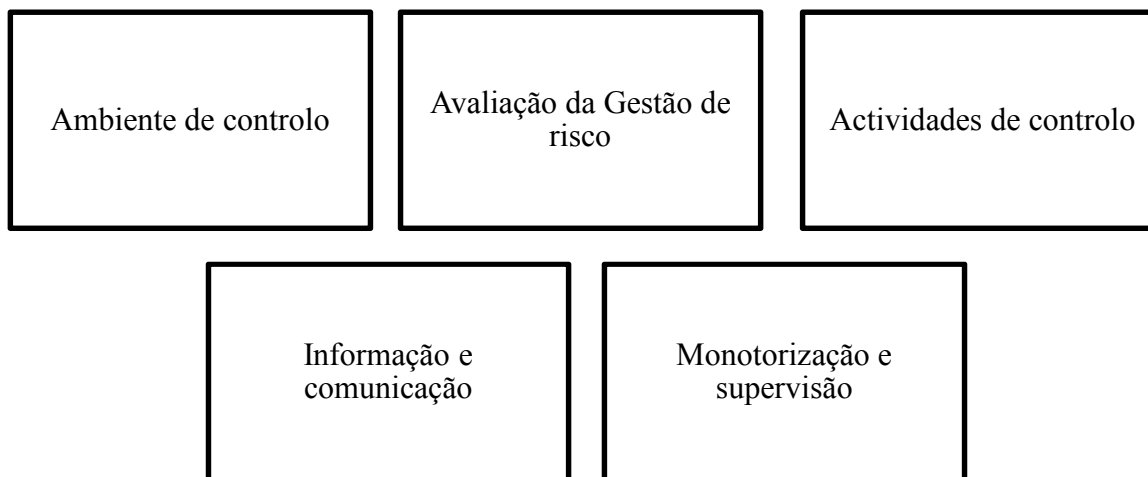 Ambiente de controlo
Avaliação da Gestão de
risco
Actividades de controlo
Informação e
comunicação
Monotorização e
supervisão